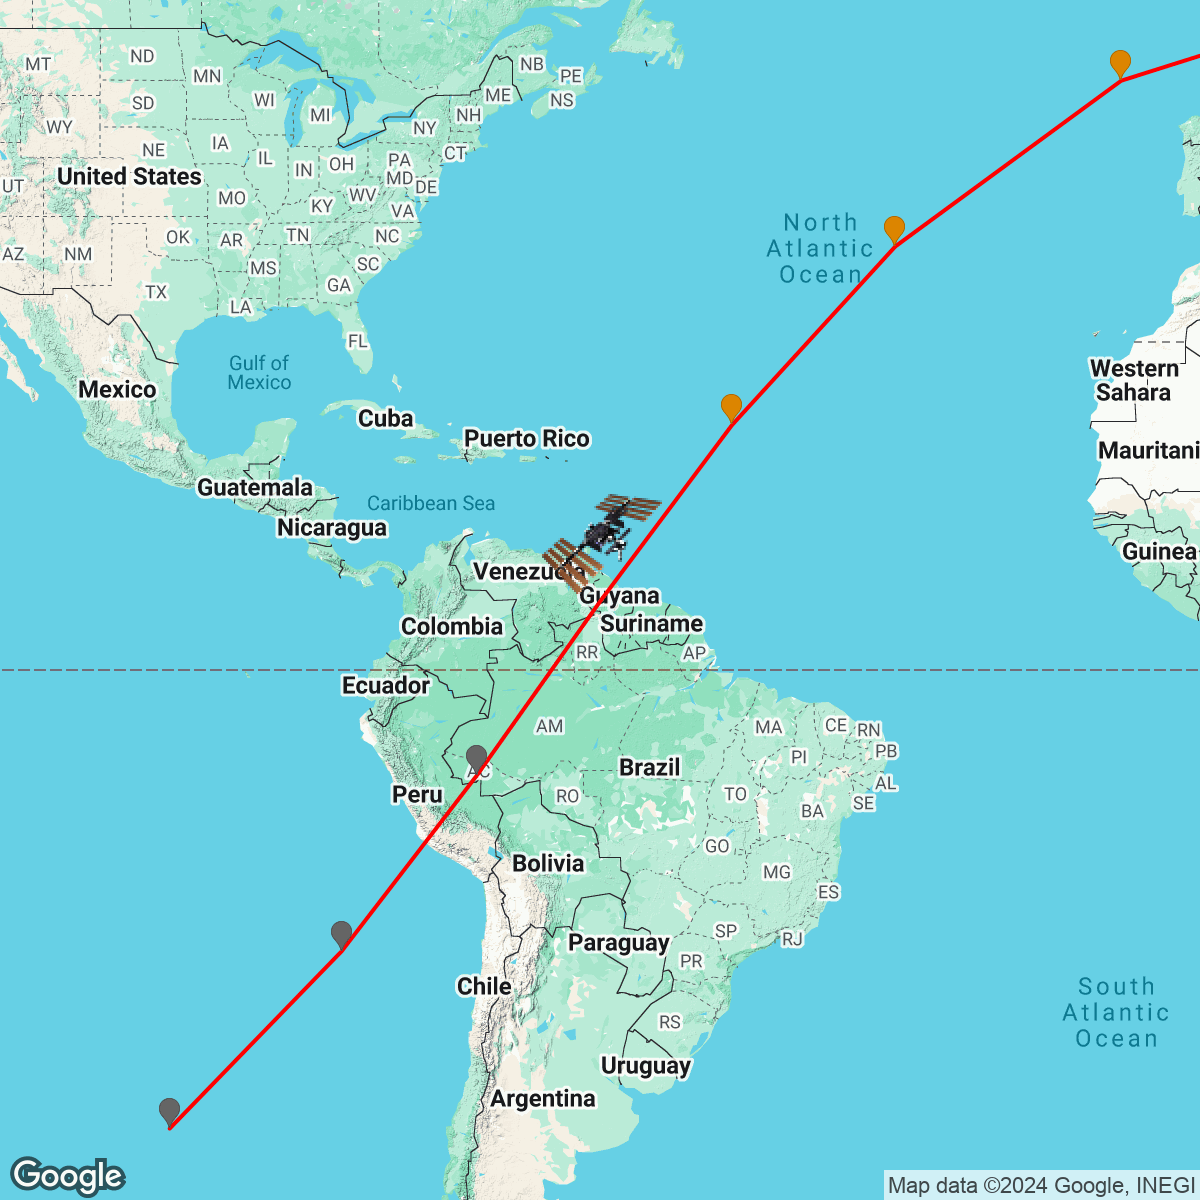 MT
ND
MN
NB
PE
WI
ME
NS
SD
MI
NH
WY
NY
IA
NE
CT
IL
OH
PA
IN
United States
MD
UT
DE
WV
MO
KY
VA
North
Atlantic
Ocean
OK
AR
TN
NC
AZ
NM
MS
SC
GA
TX
LA
FL
Gulf of
Mexico
Western
Sahara
Mexico
Cuba
Puerto Rico
Mauritani
Guatemala
Caribbean Sea
Nicaragua
Guinea
Venezuela
Guyana
Colombia
Suriname
RR
AP
Ecuador
AM
MA
CE
RN
PB
PI
Brazil
AC
AL
Peru
RO
TO
SE
BA
GO
Bolivia
MG
ES
SP
RJ
Paraguay
PR
Chile
South
Atlantic
Ocean
RS
Uruguay
Argentina
Google
Map data ©2024 Google, INEGI